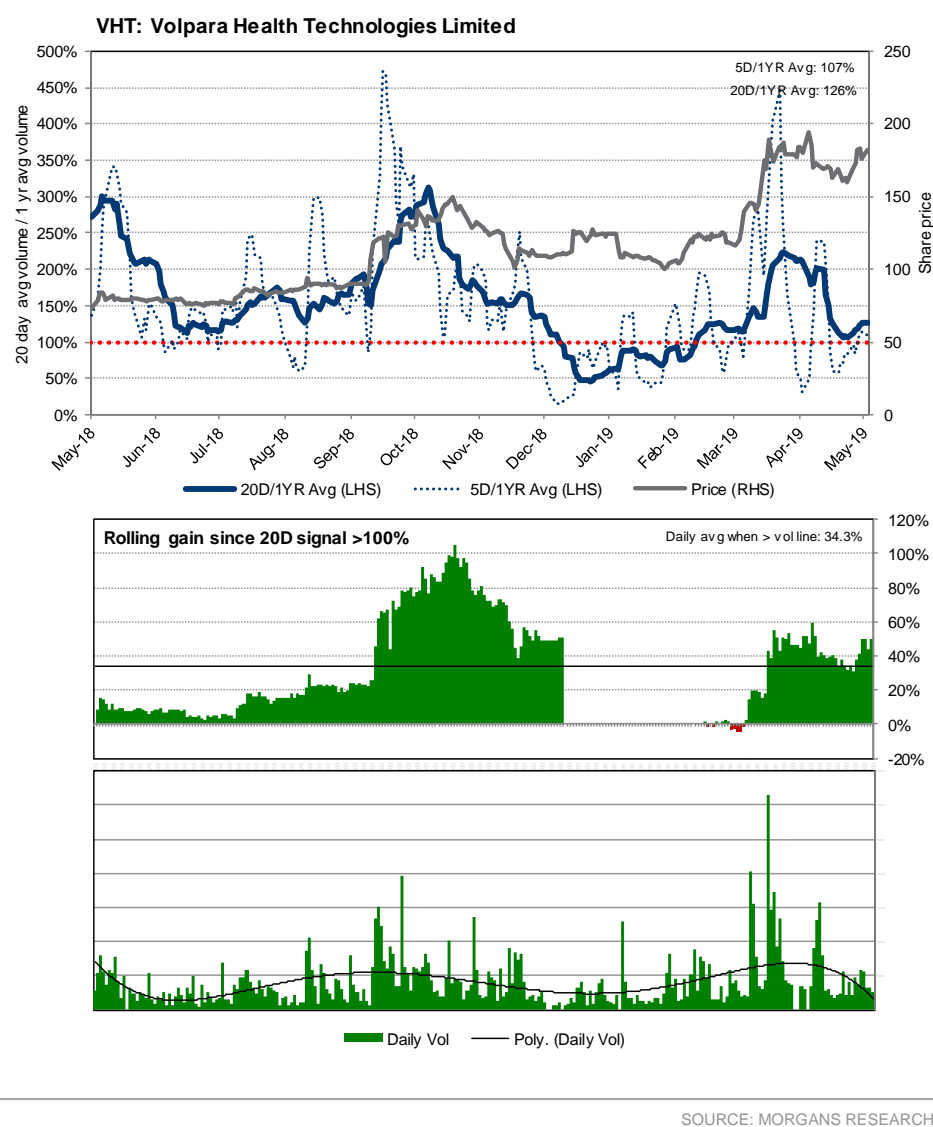 VHT: Volpara Health Technologies Limited
500%
450%
400%
350%
300%
250%
200%
150%
100%
50%
0%
20 day avg volume / 1 yr avg volume
5D/1YR Avg: 107%
20D/1YR Avg: 126%
250
200
150
100
50
0
Share price
May-18
Jun-18
Jul-18
Aug-18
Sep-18
Oct-18
Nov-18
Dec-18
Jan-19
Feb-19
Mar-19
Apr-19
May-19
20D/1YR Avg (LHS)
5D/1YR Avg (LHS)
Price (RHS)
Rolling gain since 20D signal >100%
Daily avg when > vol line: 34.3%
120%
100%
80%
60%
40%
20%
0%
-20%
Daily Vol
Poly. (Daily Vol)
SOURCE: MORGANS RESEARCH